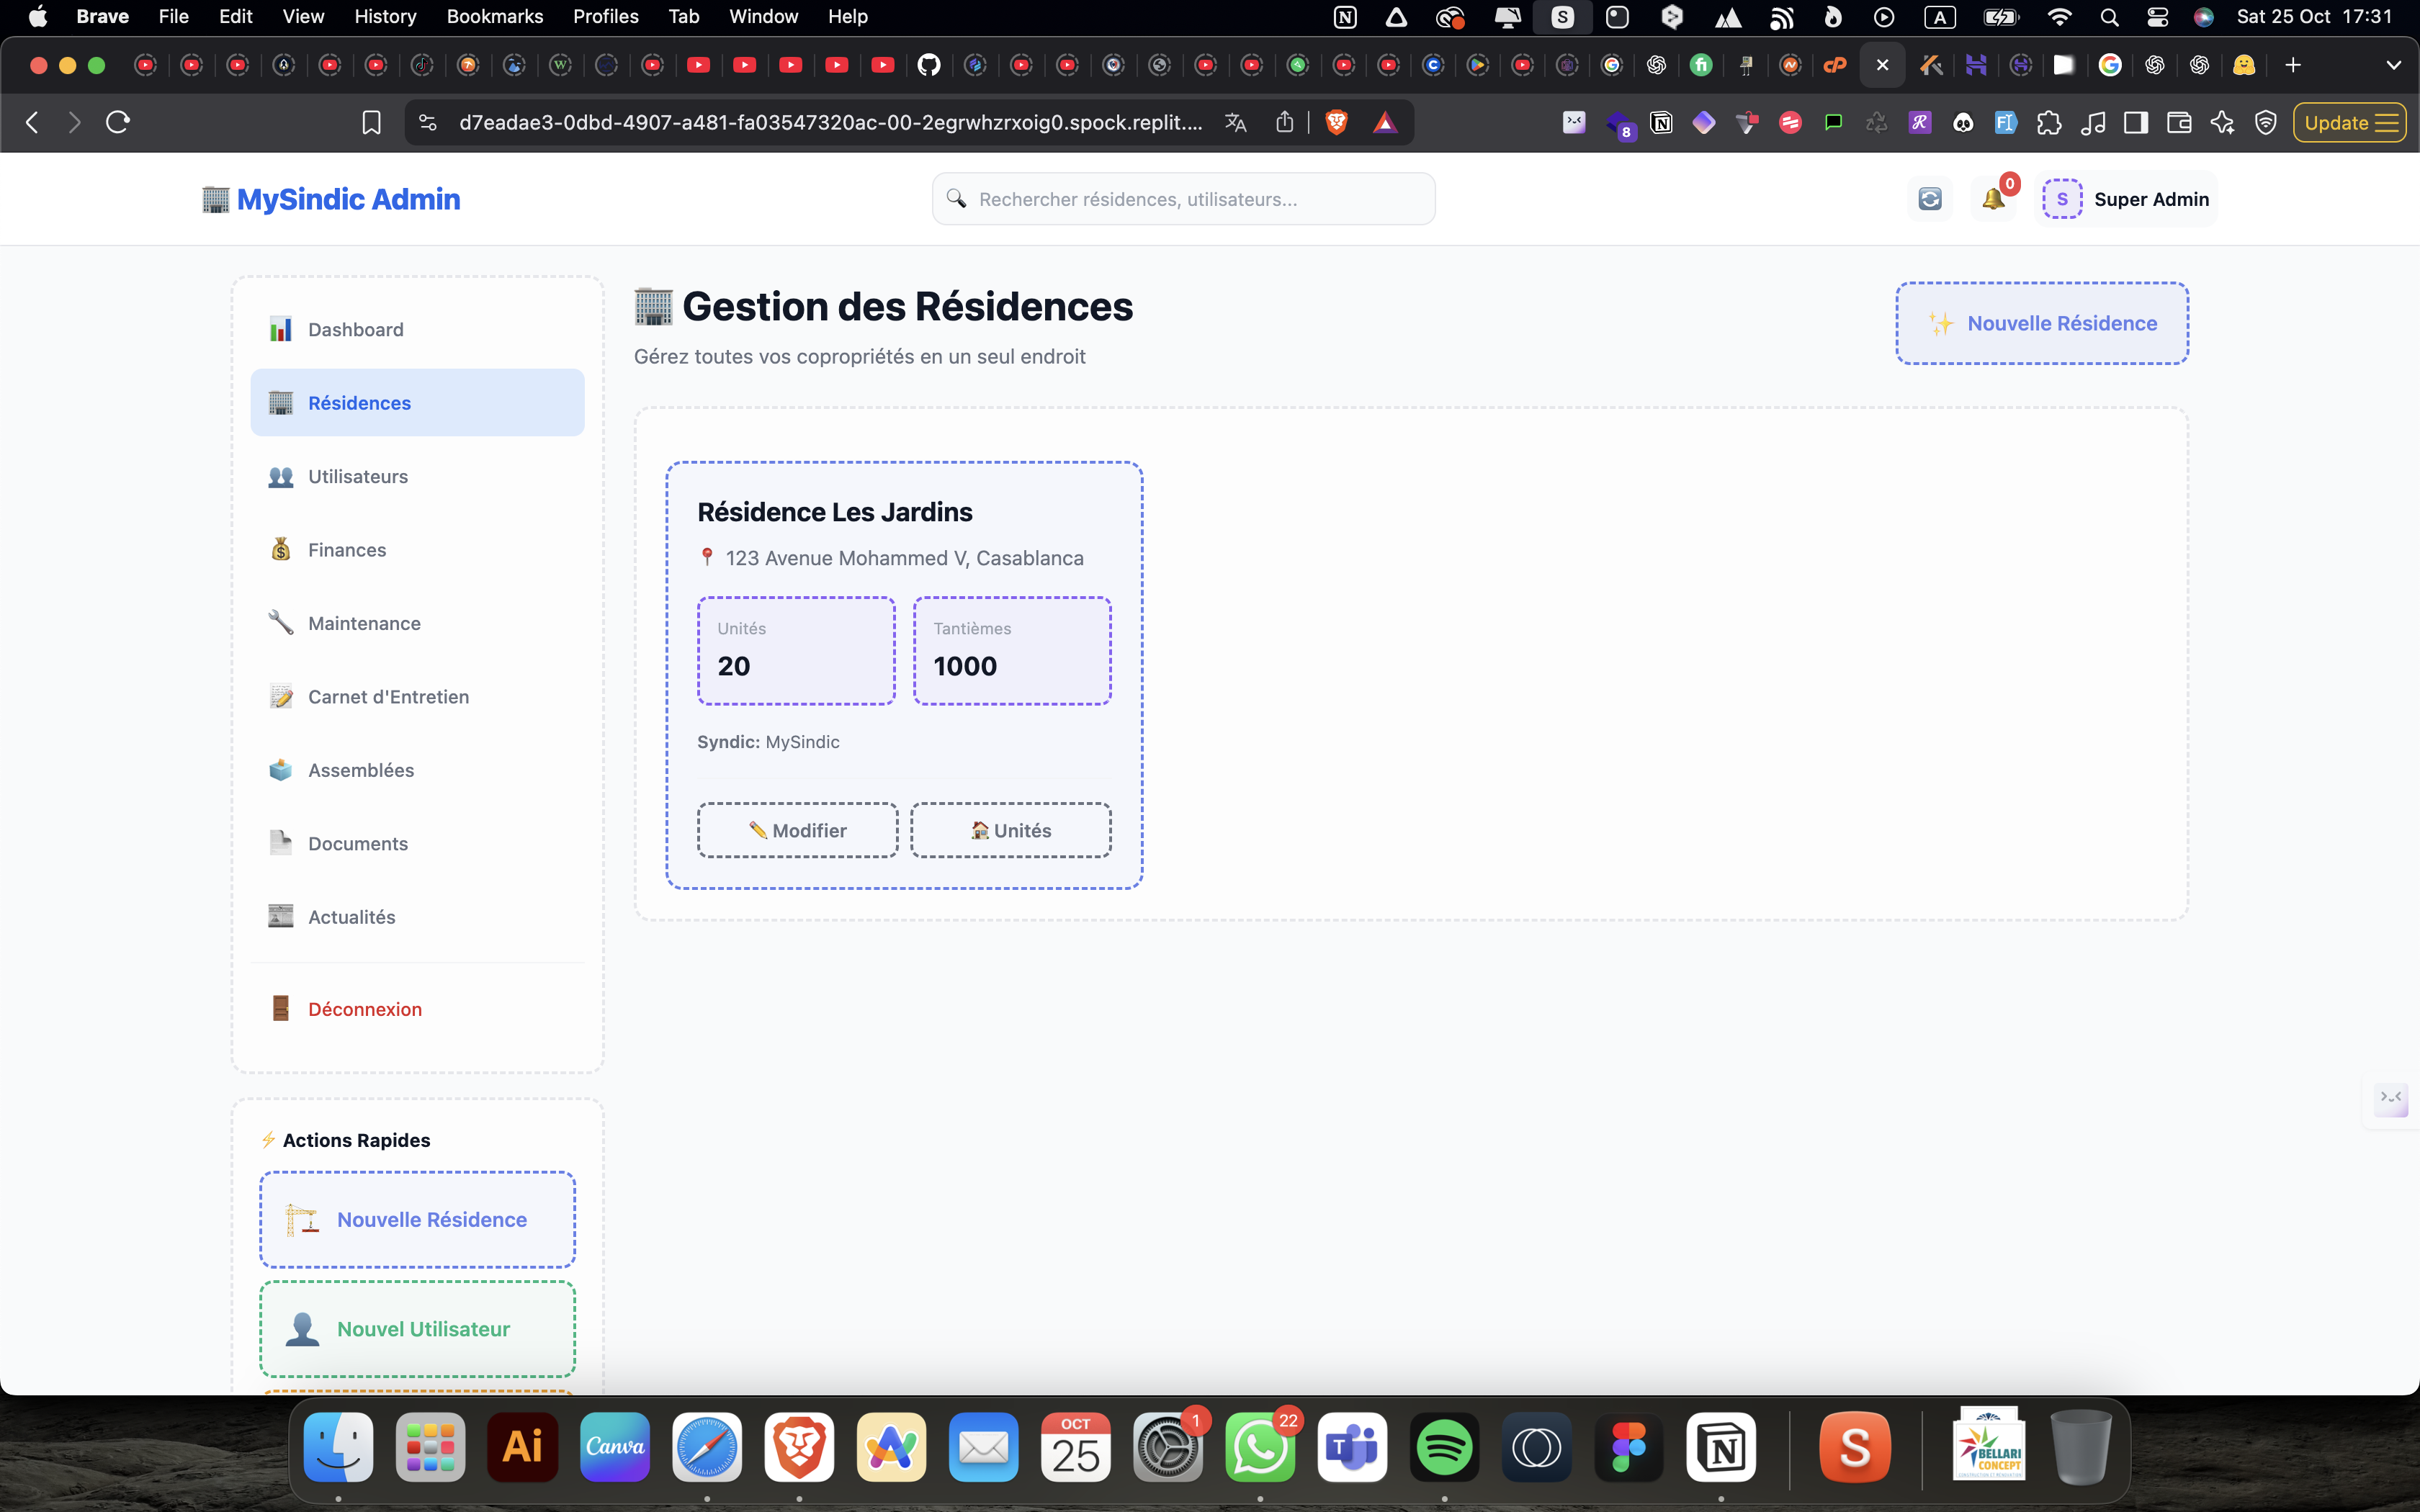 Brave File Edit View History Bookmarks Profiles Tab Window Help
A
Sat 25 Oct 17:31
d7eadae3-0dbd-4907-a481-fa03547320ac-00-2egrwhzrxoig0.spock.replit....
8
Update
MySindic Admin
Rechercher résidences, utilisateurs...
0
S
Super Admin
Dashboard
Résidences
Utilisateurs
Finances
Maintenance
Carnet d'Entretien
Assemblées
Documents
Actualités
Déconnexion
Actions Rapides
Nouvelle Résidence
Nouvel Utilisateur
Gestion des Résidences
Gérez toutes vos copropriétés en un seul endroit
Nouvelle Résidence
Résidence Les Jardins
123 Avenue Mohammed V, Casablanca
Unités
20
Tantièmes
1000
Syndic: MySindic
Modifier
Unités
Ai
Canva
OCT
25
1
22
T
N
S
BELLARI
CONCEPT